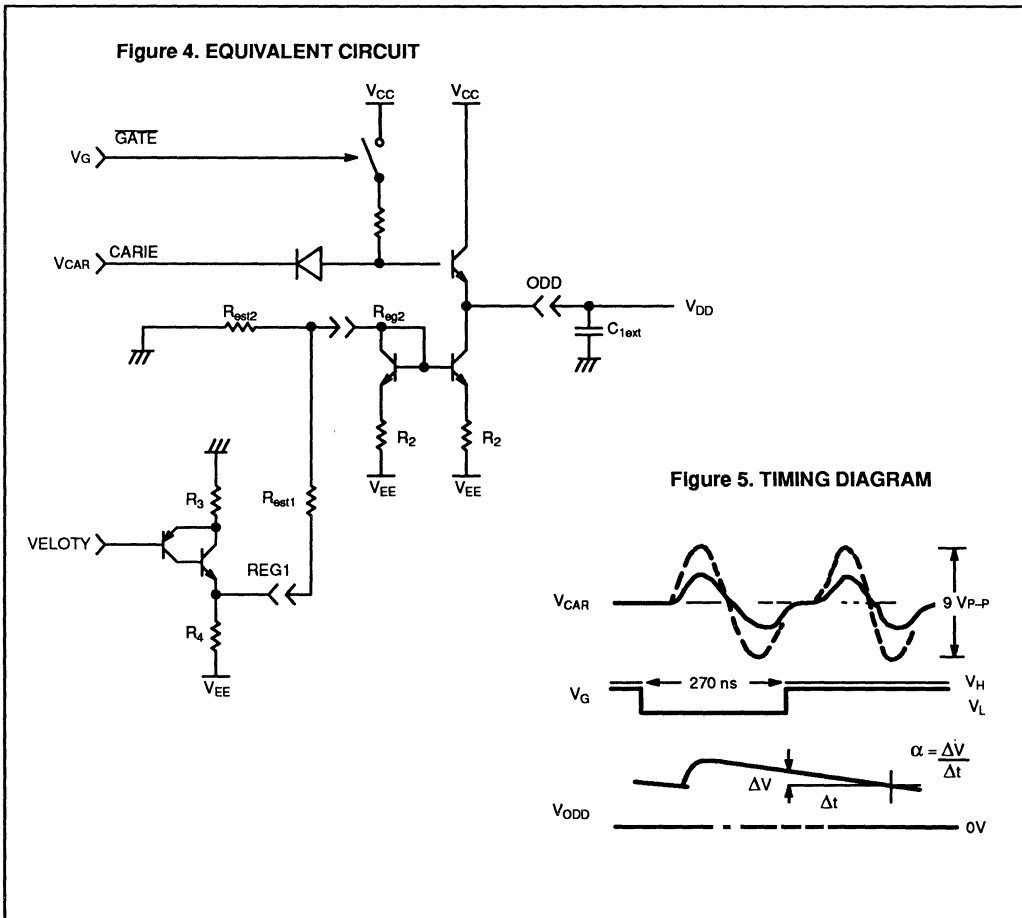 Figure 4. EQUIVALENT CIRCUIT
VCC VCC
GATE
VG
CARIE
VCAR
ODD
VDD
C1ext
Rest2
Reg2
R2 R2
VEE VEE
R3
Rest1
VELOTY
REG1
R4
VEE
Figure 5. TIMING DIAGRAM
VCAR
9 VP–P
270 ns
VG
VH
VL
α = ΔV/Δt
ΔV
Δt
VODD
0V